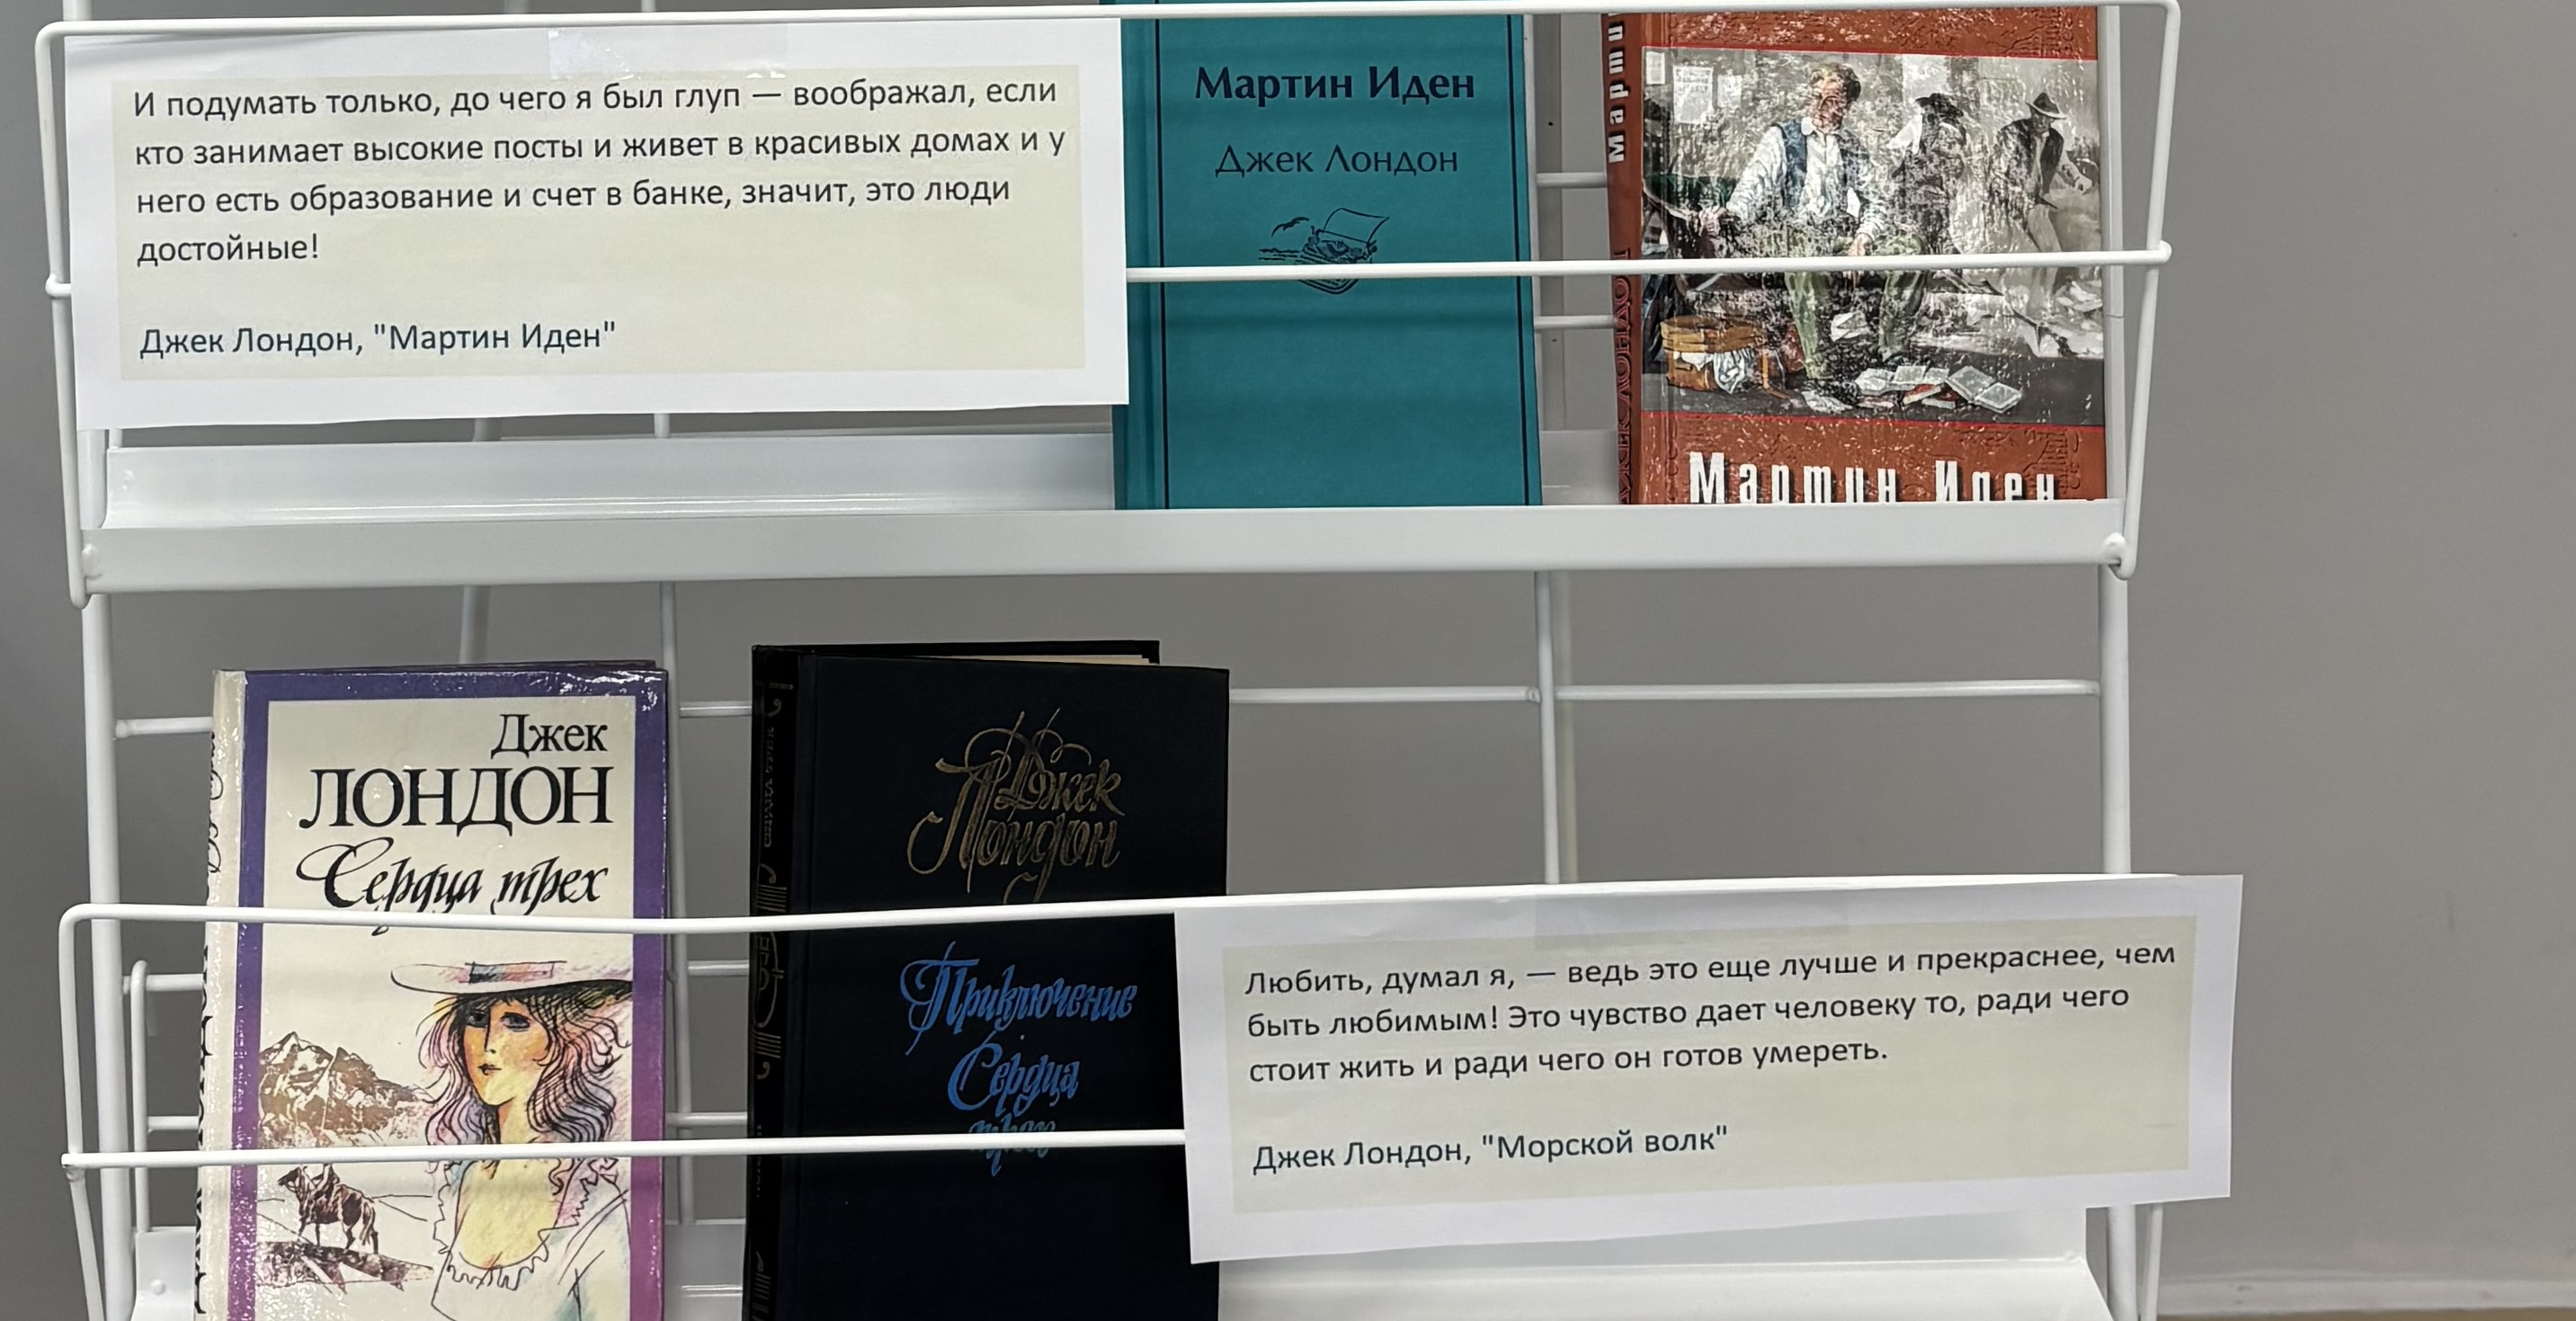 И подумать только, до чего я был глуп — воображал, если
кто занимает высокие посты и живет в красивых домах и у
него есть образование и счет в банке, значит, это люди
достойные!
Джек Лондон, "Мартин Иден"
Мартин Иден
Джек Лондон
Мартин Иден
Джек
ЛОНДОН
Сердца трех
Джек
Лондон
Приключение
Сердца
трех
Любить, думал я, — ведь это еще лучше и прекраснее, чем
быть любимым! Это чувство дает человеку то, ради чего
стоит жить и ради чего он готов умереть.
Джек Лондон, "Морской волк"